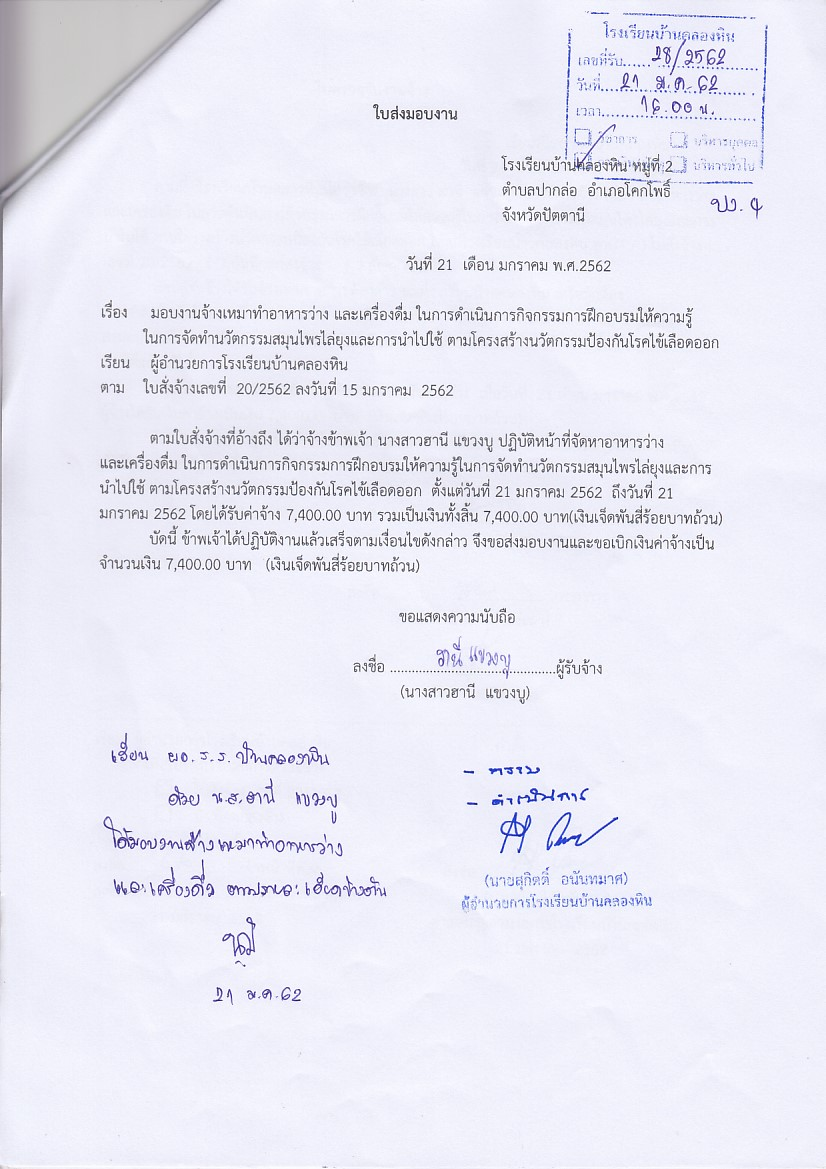 โรงเรียนบ้านคลองหิน
เลขที่รับ 28/2562
วันที่ 21 ม.ค. 62
เวลา 16.00 น.
วิชาการ บริหารบุคคล
บริหารทั่วไป
ใบส่งมอบงาน
โรงเรียนบ้านคลองหิน หมู่ที่ 2
ตำบลปากล่อ อำเภอโคกโพธิ์
จังหวัดปัตตานี
วันที่ 21 เดือน มกราคม พ.ศ.2562
เรื่อง มอบงานจ้างเหมาทำอาหารว่าง และเครื่องดื่ม ในการดำเนินการกิจกรรมการฝึกอบรมให้ความรู้
ในการจัดทำนวัตกรรมสมุนไพรไล่ยุงและการนำไปใช้ ตามโครงสร้างนวัตกรรมป้องกันโรคไข้เลือดออก
เรียน ผู้อำนวยการโรงเรียนบ้านคลองหิน
ตาม ใบสั่งจ้างเลขที่ 20/2562 ลงวันที่ 15 มกราคม 2562
ตามใบสั่งจ้างที่อ้างถึง ได้ว่าจ้างข้าพเจ้า นางสาวฮานี แขวงบู ปฏิบัติหน้าที่จัดหาอาหารว่าง
และเครื่องดื่ม ในการดำเนินการกิจกรรมการฝึกอบรมให้ความรู้ในการจัดทำนวัตกรรมสมุนไพรไล่ยุงและการ
นำไปใช้ ตามโครงสร้างนวัตกรรมป้องกันโรคไข้เลือดออก ตั้งแต่วันที่ 21 มกราคม 2562 ถึงวันที่ 21
มกราคม 2562 โดยได้รับค่าจ้าง 7,400.00 บาท รวมเป็นเงินทั้งสิ้น 7,400.00 บาท(เงินเจ็ดพันสี่ร้อยบาทถ้วน)
บัดนี้ ข้าพเจ้าได้ปฏิบัติงานแล้วเสร็จตามเงื่อนไขดังกล่าว จึงขอส่งมอบงานและขอเบิกเงินค่าจ้างเป็น
จำนวนเงิน 7,400.00 บาท (เงินเจ็ดพันสี่ร้อยบาทถ้วน)
ขอแสดงความนับถือ
ลงชื่อ ฮานี แขวงบู ผู้รับจ้าง
(นางสาวฮานี แขวงบู)
เรียน ผอ. ร.ร. บ้านคลองหิน
ด้วย น.ส.ฮานี แขวงบู
ได้มอบงานจ้างเหมาทำอาหารว่าง
และเครื่องดื่ม
21 ม.ค. 62
- ทราบ
- ดำเนินการ
(นายสุกิตติ์ อนันทมาศ)
ผู้อำนวยการโรงเรียนบ้านคลองหิน